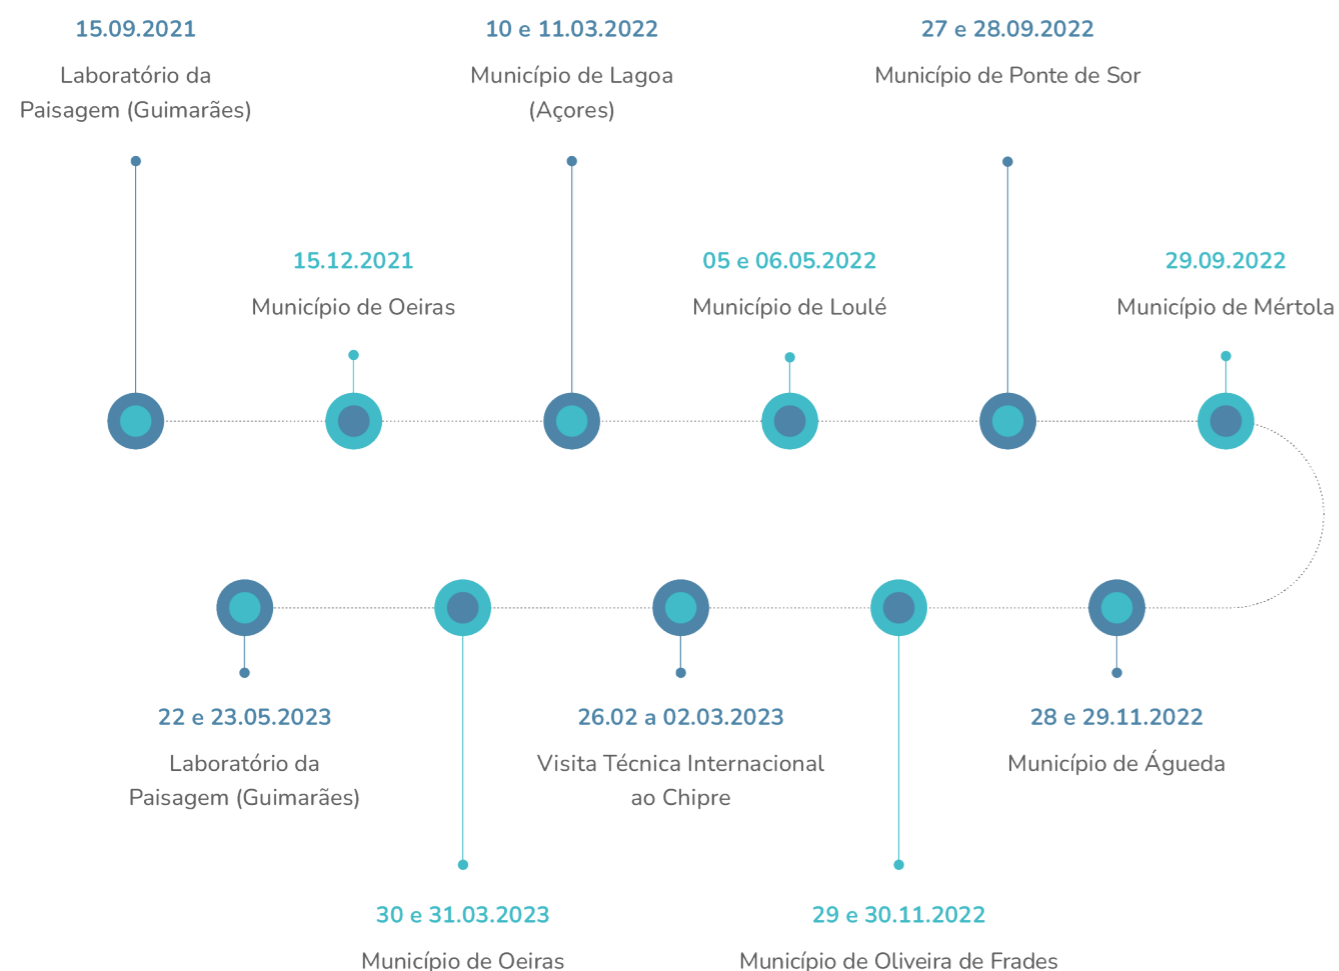 15.09.2021
Laboratório da
Paisagem (Guimarães)
15.12.2021
Município de Oeiras
10 e 11.03.2022
Município de Lagoa
(Açores)
05 e 06.05.2022
Município de Loulé
27 e 28.09.2022
Município de Ponte de Sor
29.09.2022
Município de Mértola
28 e 29.11.2022
Município de Águeda
29 e 30.11.2022
Município de Oliveira de Frades
26.02 a 02.03.2023
Visita Técnica Internacional
ao Chipre
30 e 31.03.2023
Município de Oeiras
22 e 23.05.2023
Laboratório da
Paisagem (Guimarães)